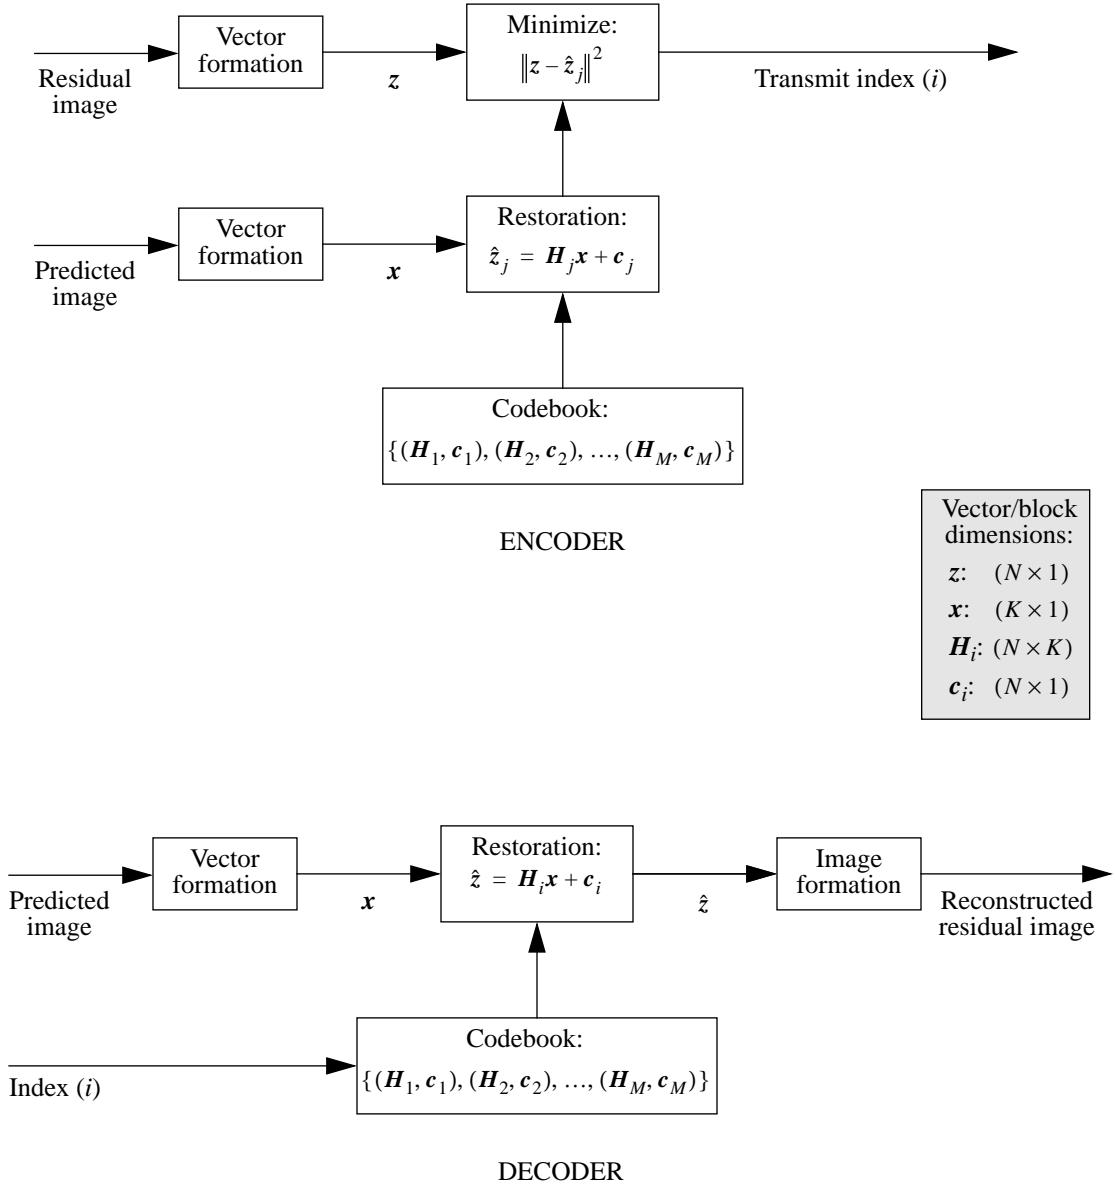 Vector
formation
Minimize:
‖z – ẑ_j‖²
Residual
image
z
Transmit index (i)
Vector
formation
Restoration:
ẑ_j = H_j x + c_j
Predicted
image
x
Codebook:
{(H_1, c_1), (H_2, c_2), …, (H_M, c_M)}
ENCODER
Vector/block
dimensions:
z: (N × 1)
x: (K × 1)
H_i: (N × K)
c_i: (N × 1)
Vector
formation
Restoration:
ẑ = H_i x + c_i
Image
formation
Predicted
image
x
ẑ
Reconstructed
residual image
Codebook:
{(H_1, c_1), (H_2, c_2), …, (H_M, c_M)}
Index (i)
DECODER